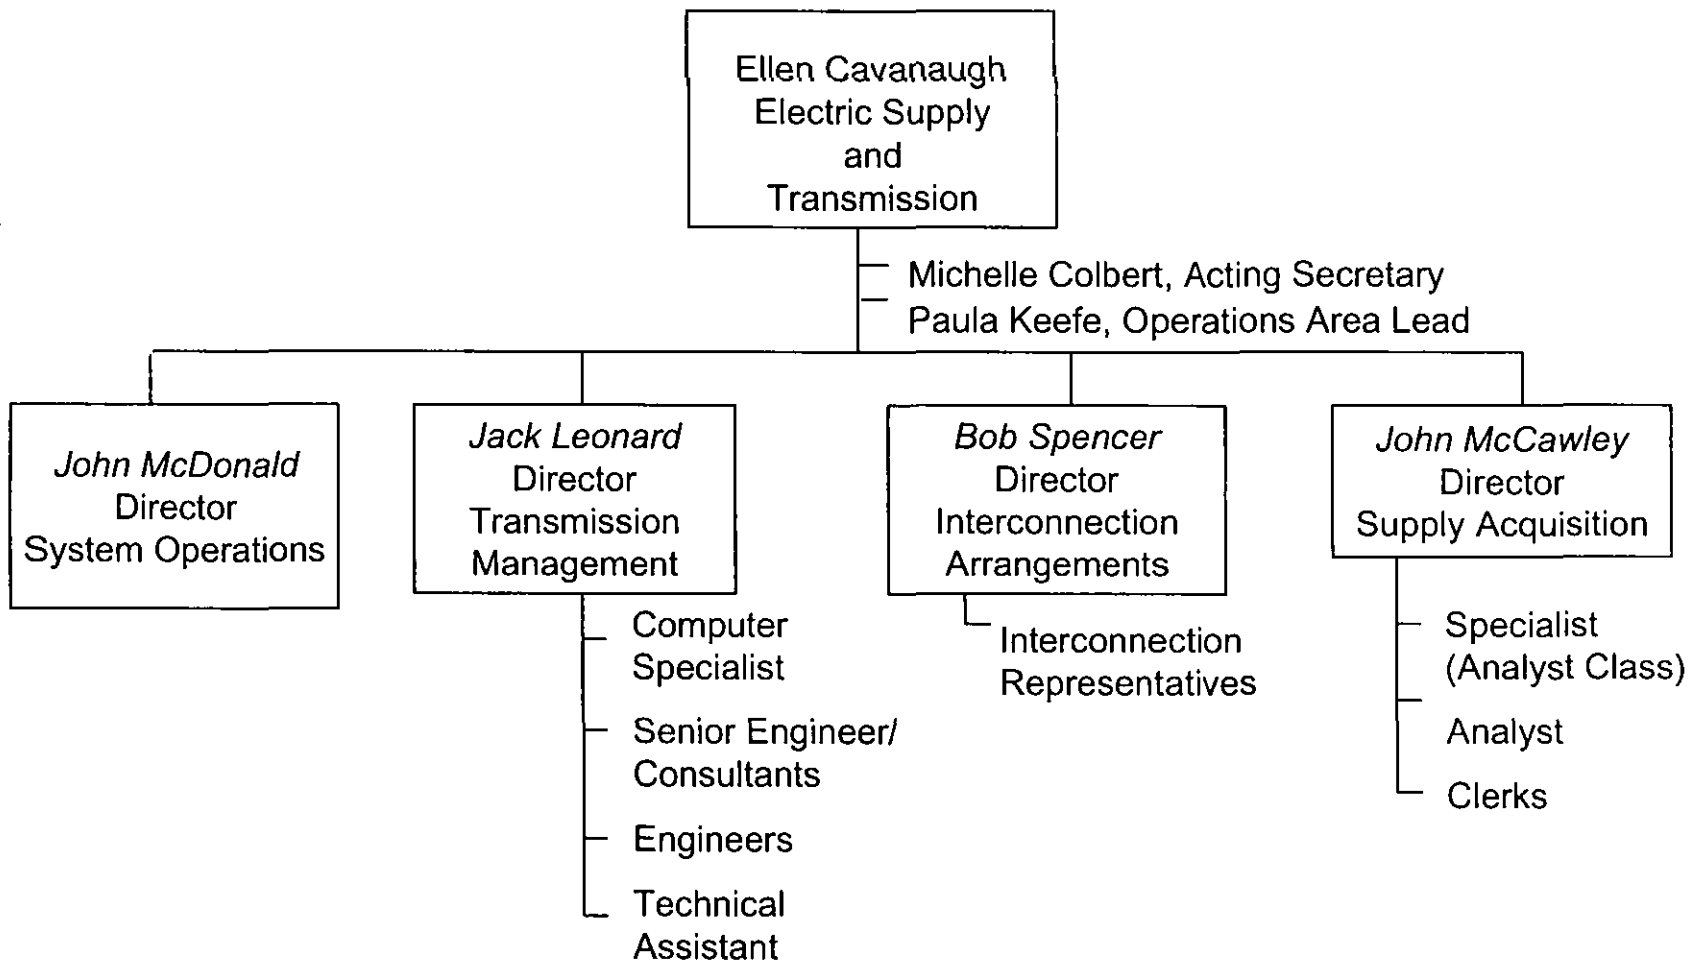 Ellen Cavanaugh
Electric Supply
and
Transmission
Michelle Colbert, Acting Secretary
Paula Keefe, Operations Area Lead
John McDonald
Director
System Operations
Jack Leonard
Director
Transmission
Management
Computer
Specialist
Senior Engineer/
Consultants
Engineers
Technical
Assistant
Bob Spencer
Director
Interconnection
Arrangements
Interconnection
Representatives
John McCawley
Director
Supply Acquisition
Specialist
(Analyst Class)
Analyst
Clerks